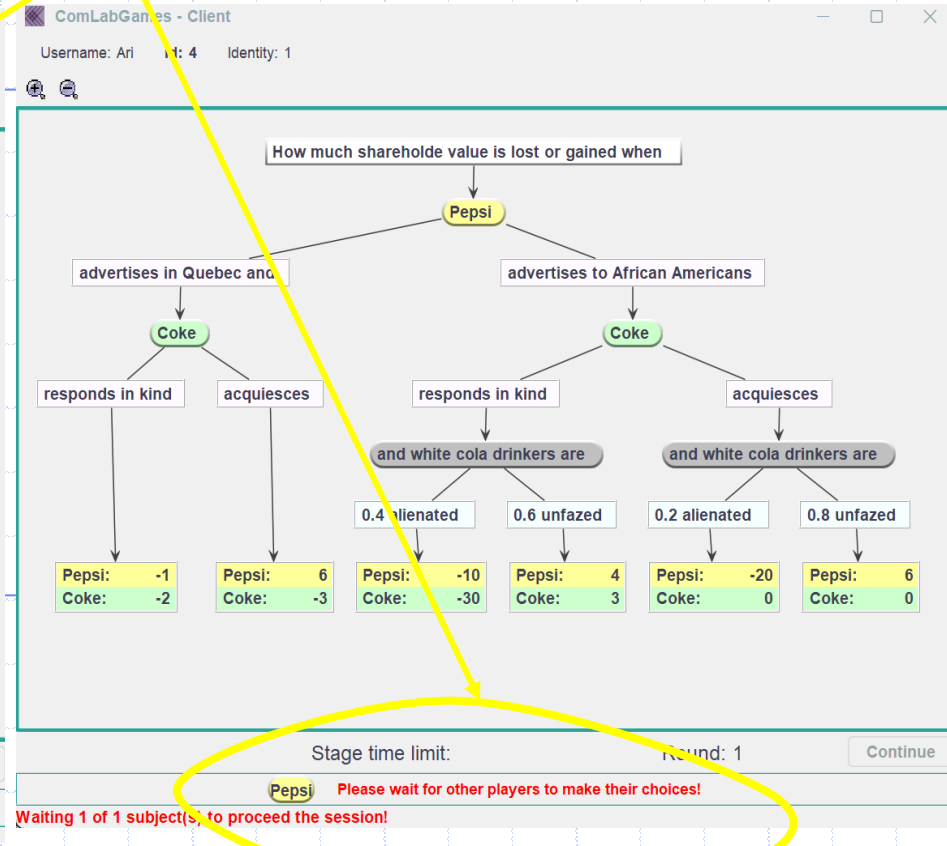 ComLabGames - Client
Username: Ari Id: 4 Identity: 1
How much shareholde value is lost or gained when
Pepsi
advertises in Quebec and
advertises to African Americans
Coke
Coke
responds in kind
acquiesces
responds in kind
acquiesces
and white cola drinkers are
and white cola drinkers are
0.4 alienated
0.6 unfazed
0.2 alienated
0.8 unfazed
Pepsi: -1
Coke: -2
Pepsi: 6
Coke: -3
Pepsi: -10
Coke: -30
Pepsi: 4
Coke: 3
Pepsi: -20
Coke: 0
Pepsi: 6
Coke: 0
Stage time limit: Round: 1 Continue
Pepsi Please wait for other players to make their choices!
Waiting 1 of 1 subject(s) to proceed the session!